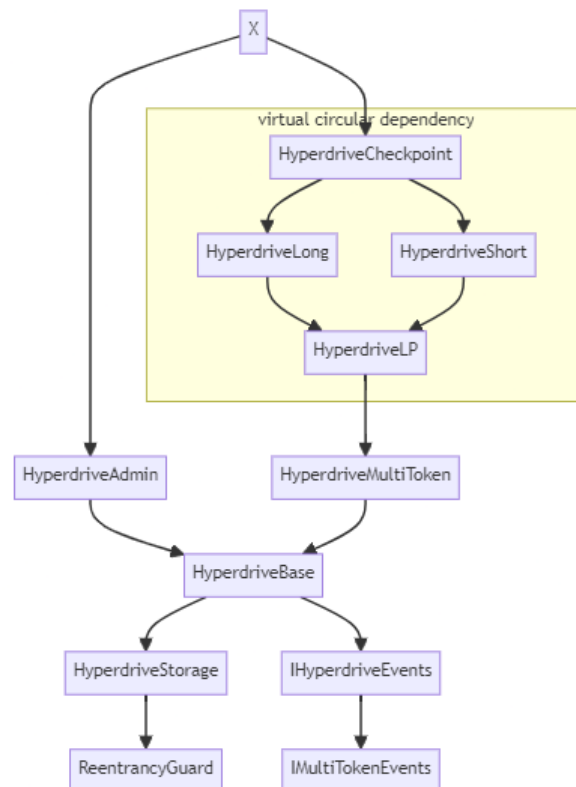 X
virtual circular dependency
HyperdriveCheckpoint
HyperdriveLong
HyperdriveShort
HyperdriveLP
HyperdriveAdmin
HyperdriveMultiToken
HyperdriveBase
HyperdriveStorage
IHyperdriveEvents
ReentrancyGuard
IMultiTokenEvents